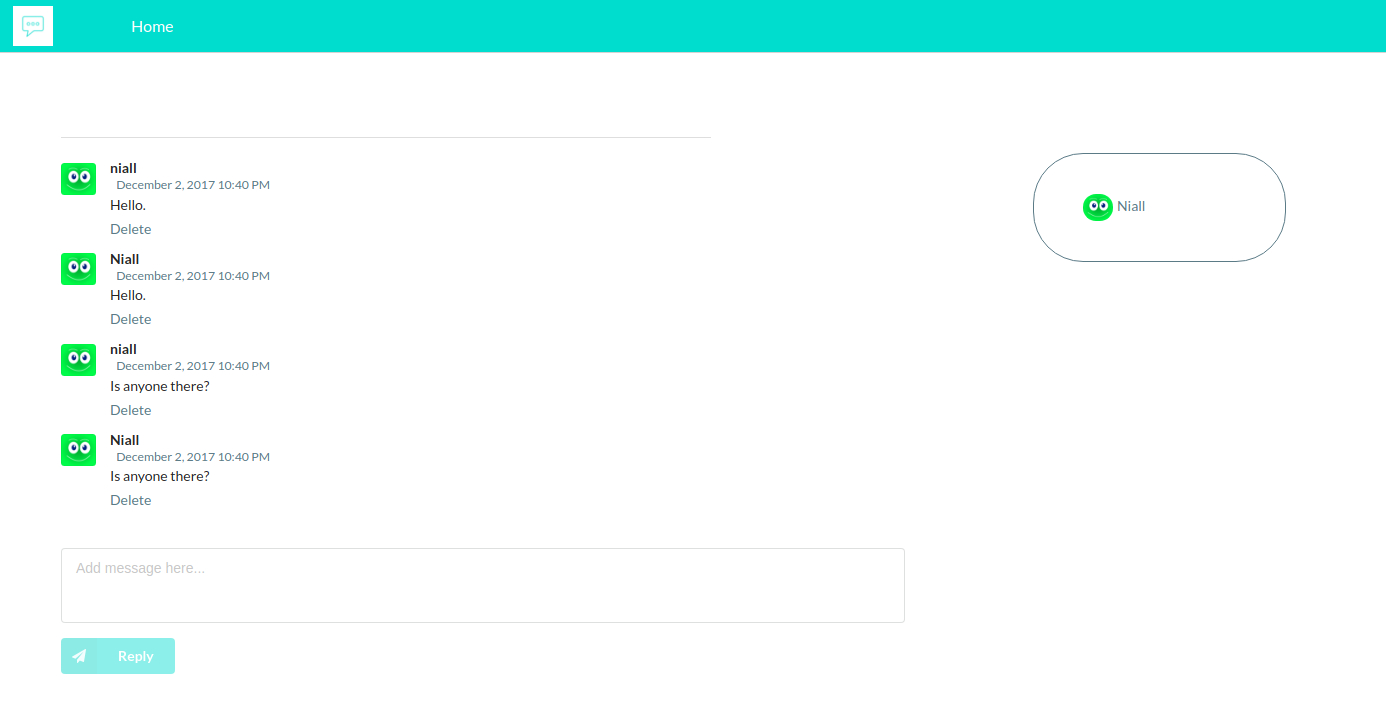 Home
niall
December 2, 2017 10:40 PM
Hello.
Delete
Niall
December 2, 2017 10:40 PM
Hello.
Delete
niall
December 2, 2017 10:40 PM
Is anyone there?
Delete
Niall
December 2, 2017 10:40 PM
Is anyone there?
Delete
Add message here...
Reply
Niall